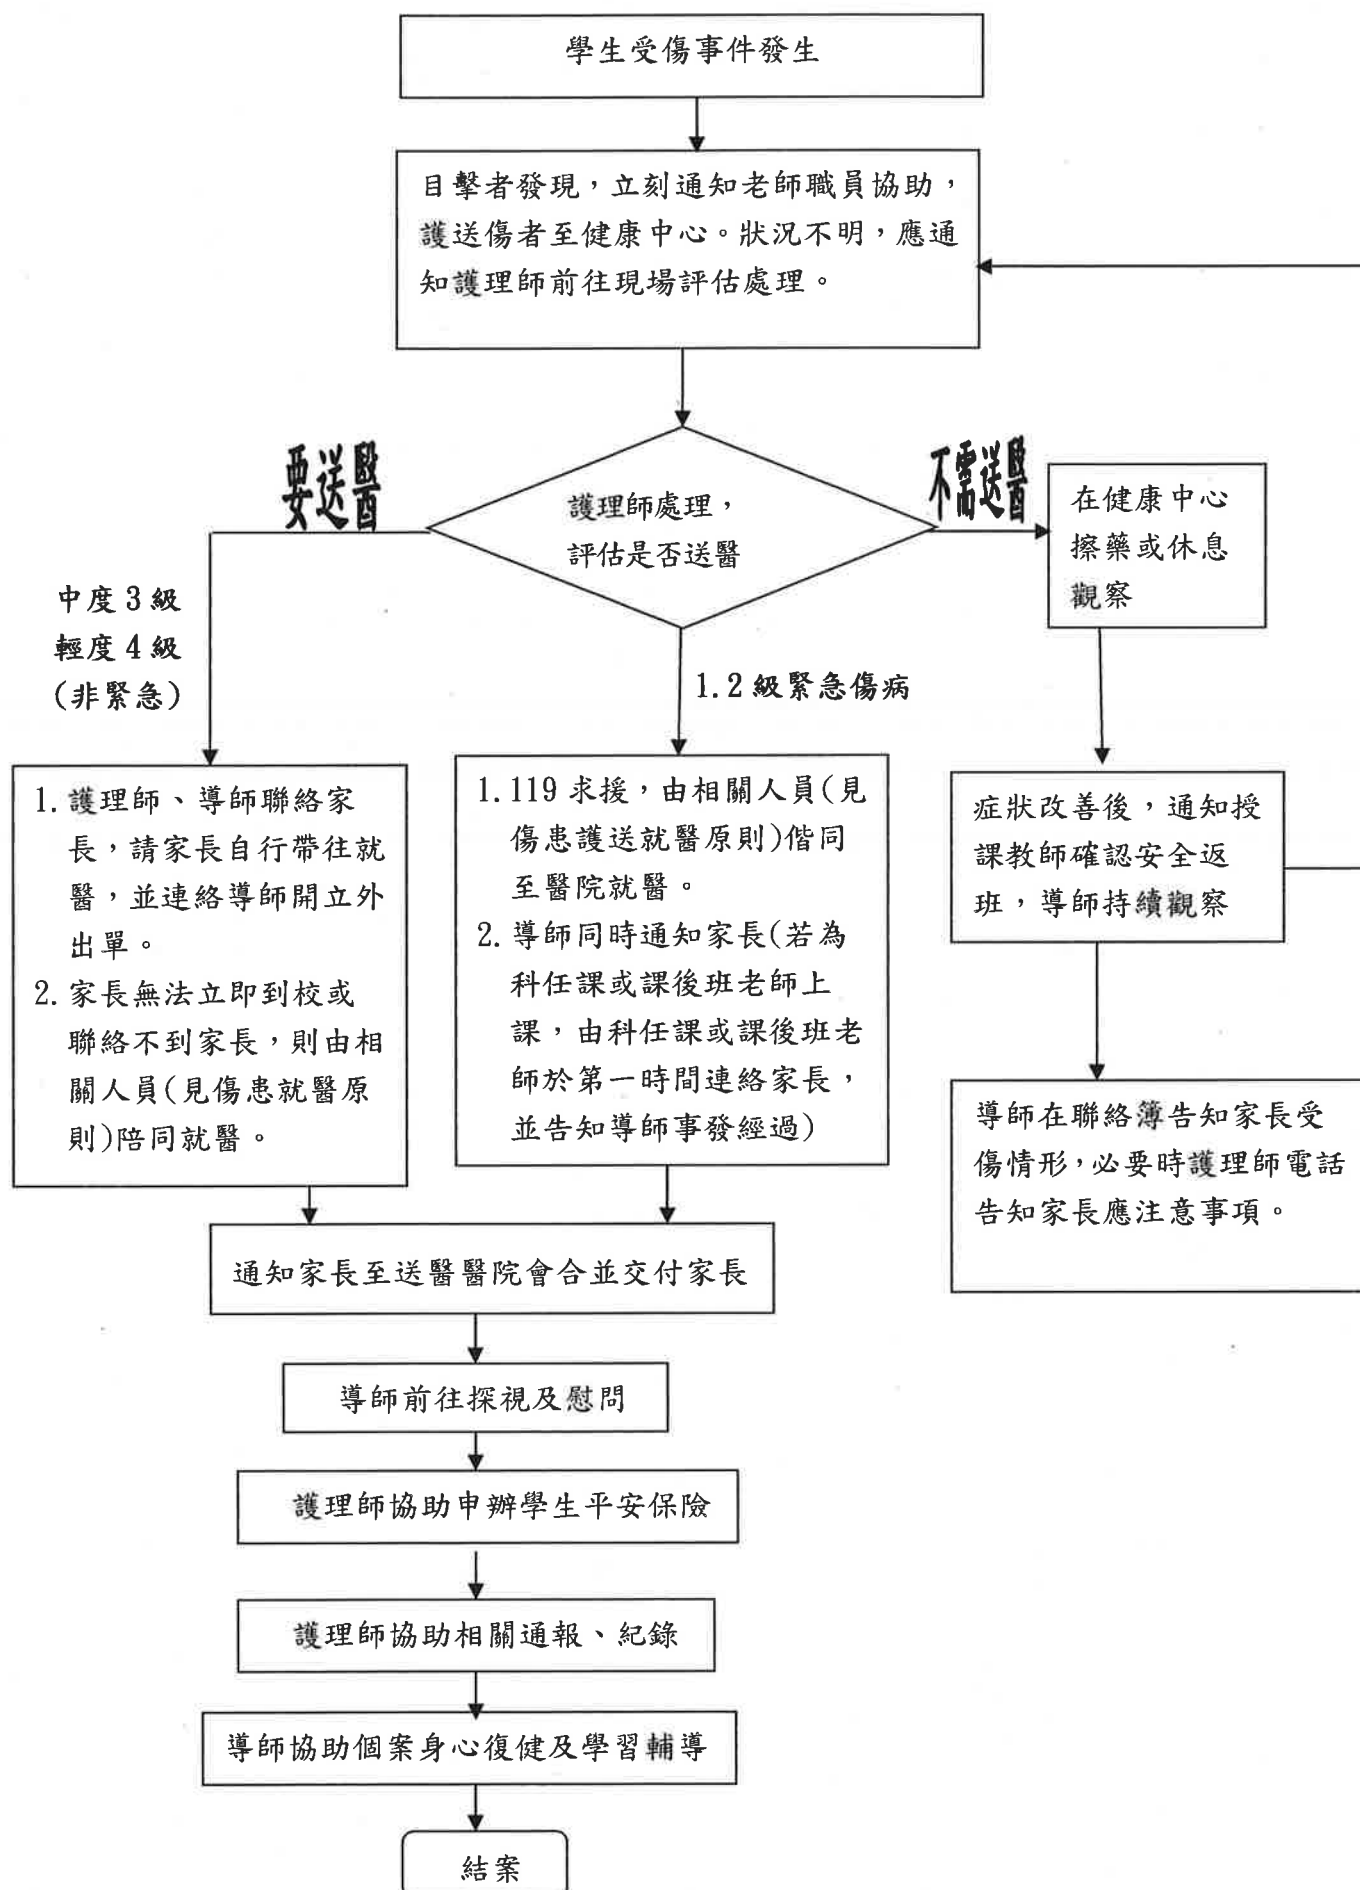 學生受傷事件發生
目擊者發現，立刻通知老師職員協助，
護送傷者至健康中心。狀況不明，應通
知護理師前往現場評估處理。
要送醫
護理師處理，
評估是否送醫
不需送醫
在健康中心
擦藥或休息
觀察
中度 3 級
輕度 4 級
(非緊急)
1.2 級緊急傷病
1. 護理師、導師聯絡家
長，請家長自行帶往就
醫，並連絡導師開立外
出單。
2. 家長無法立即到校或
聯絡不到家長，則由相
關人員(見傷患就醫原
則)陪同就醫。
1. 119 求援，由相關人員(見
傷患護送就醫原則)偕同
至醫院就醫。
2. 導師同時通知家長(若為
科任課或課後班老師上
課，由科任課或課後班老
師於第一時間連絡家長，
並告知導師事發經過)
症狀改善後，通知授
課教師確認安全返
班，導師持續觀察
導師在聯絡簿告知家長受
傷情形，必要時護理師電話
告知家長應注意事項。
通知家長至送醫醫院會合並交付家長
導師前往探視及慰問
護理師協助申辦學生平安保險
護理師協助相關通報、紀錄
導師協助個案身心復健及學習輔導
結案